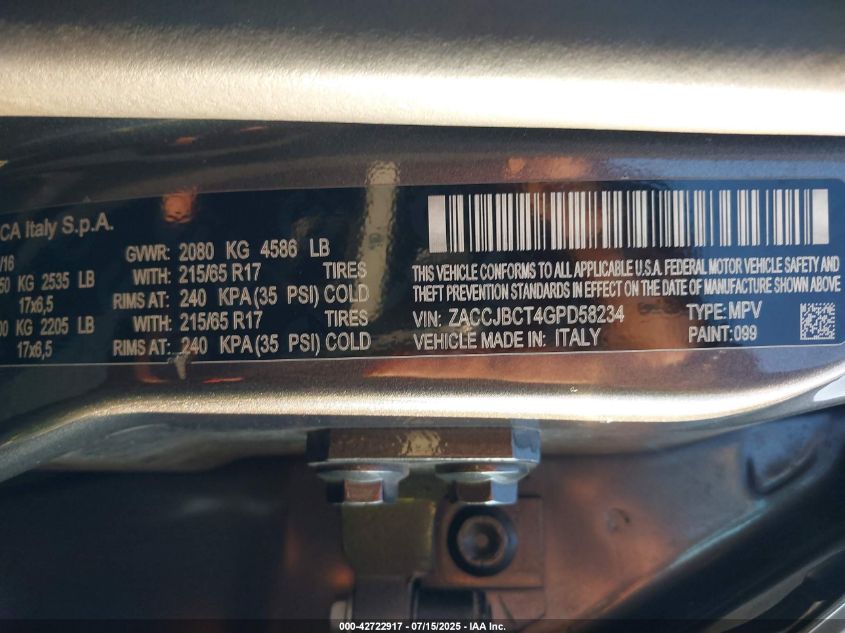 CA Italy S.p.A.
/16
50 KG 2535 LB
17x6,5
00 KG 2205 LB
17x6,5
GVWR: 2080 KG 4586 LB
WITH: 215/65 R17 TIRES
RIMS AT: 240 KPA(35 PSI) COLD
WITH: 215/65 R17 TIRES
RIMS AT: 240 KPA(35 PSI) COLD
THIS VEHICLE CONFORMS TO ALL APPLICABLE U.S.A. FEDERAL MOTOR VEHICLE SAFETY AND
THEFT PREVENTION STANDARDS IN EFFECT ON THE DATE OF MANUFACTURE SHOWN ABOVE
VIN: ZACCJBCT4GPD58234 TYPE: MPV
VEHICLE MADE IN: ITALY PAINT: 099
000-42722917 - 07/15/2025 - IAA Inc.